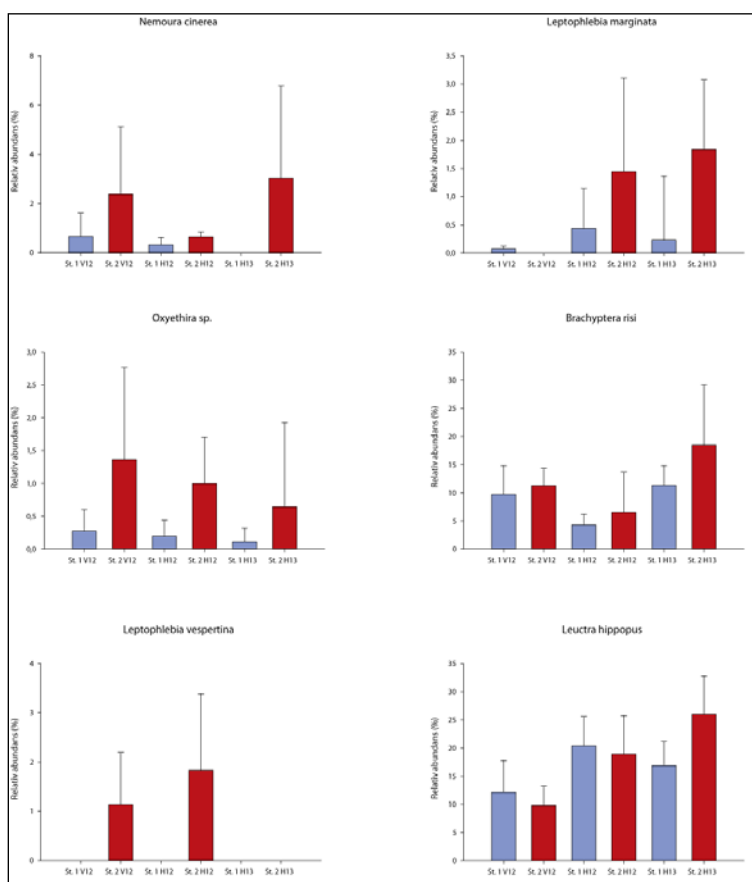 Nemoura cinerea
Relativ abundans (%)
8
6
4
2
0
St. 1 V12 St. 2 V12 St. 1 H12 St. 2 H12 St. 1 H13 St. 2 H13
Leptophlebia marginata
Relativ abundans (%)
3,5
3,5
3,0
2,5
2,0
1,5
1,0
0,5
0,0
St. 1 V12 St. 2 V12 St. 1 H12 St. 2 H12 St. 1 H13 St. 2 H13
Oxyethira sp.
Relativ abundans (%)
3,0
2,5
2,0
1,5
1,0
0,5
0,0
St. 1 V12 St. 2 V12 St. 1 H12 St. 2 H12 St. 1 H13 St. 2 H13
Brachyptera risi
Relativ abundans (%)
35
30
25
20
15
10
5
0
St. 1 V12 St. 2 V12 St. 1 H12 St. 2 H12 St. 1 H13 St. 2 H13
Leptophlebia vespertina
Relativ abundans (%)
4
3
2
1
0
St. 1 V12 St. 2 V12 St. 1 H12 St. 2 H12 St. 1 H13 St. 2 H13
Leuctra hippopus
Relativ abundans (%)
35
30
25
20
15
10
5
0
St. 1 V12 St. 2 V12 St. 1 H12 St. 2 H12 St. 1 H13 St. 2 H13